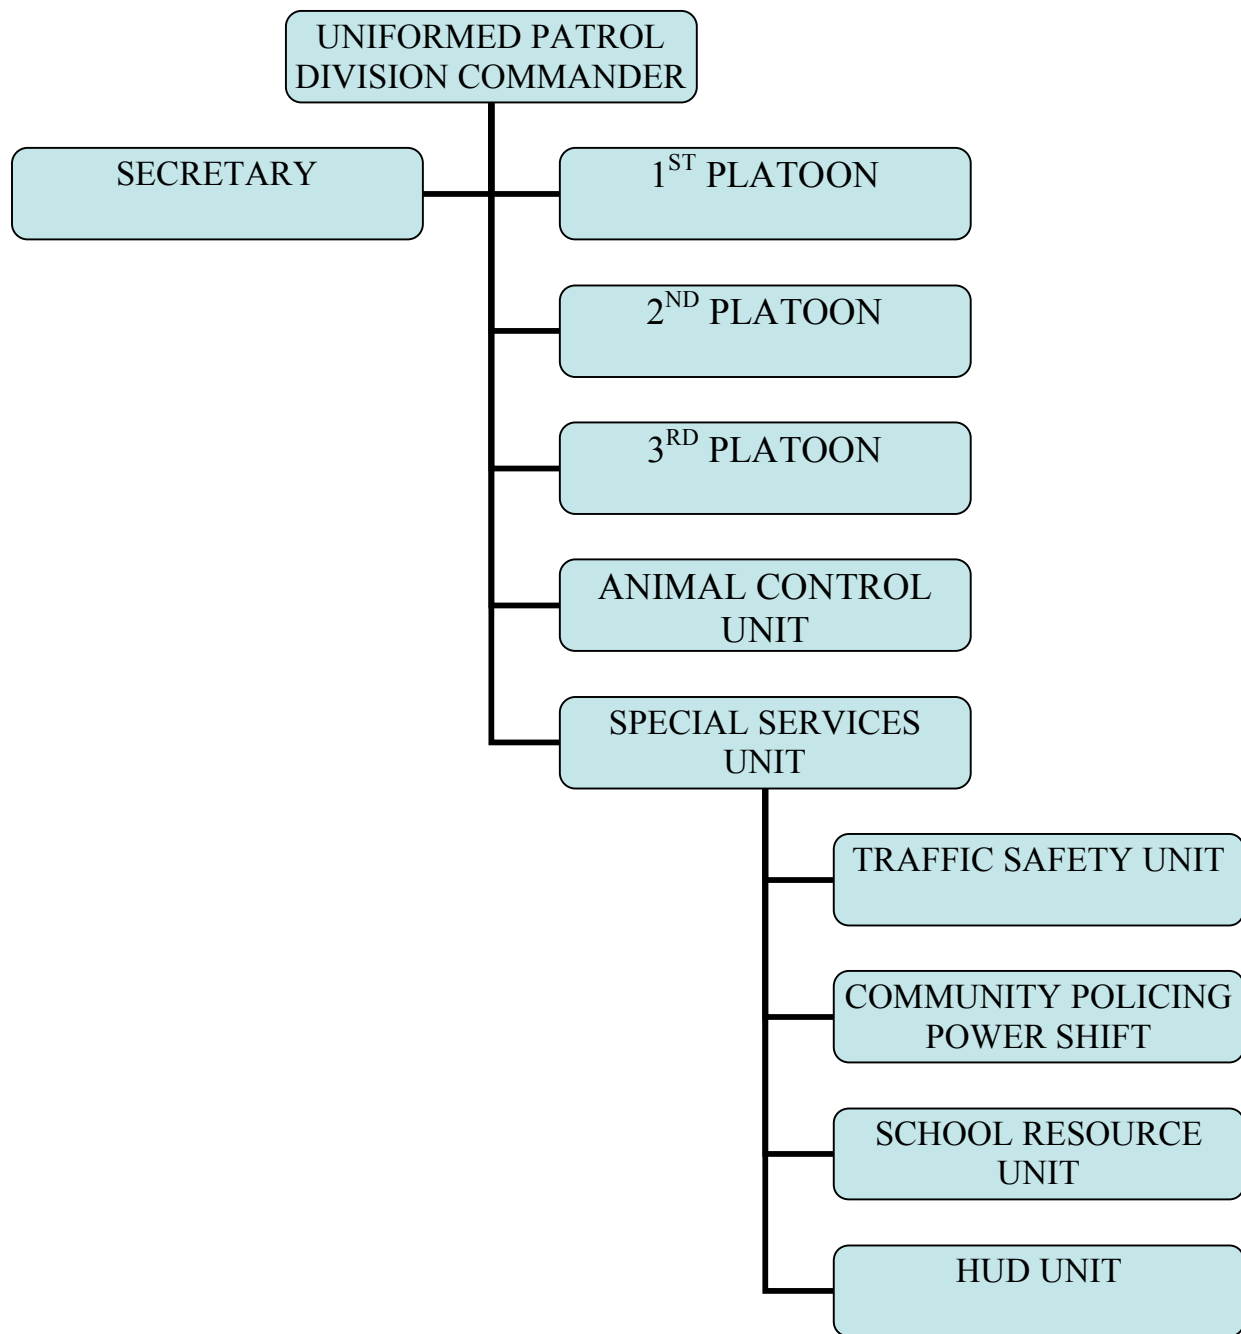 UNIFORMED PATROL
DIVISION COMMANDER
SECRETARY
1ST PLATOON
2ND PLATOON
3RD PLATOON
ANIMAL CONTROL
UNIT
SPECIAL SERVICES
UNIT
TRAFFIC SAFETY UNIT
COMMUNITY POLICING
POWER SHIFT
SCHOOL RESOURCE
UNIT
HUD UNIT